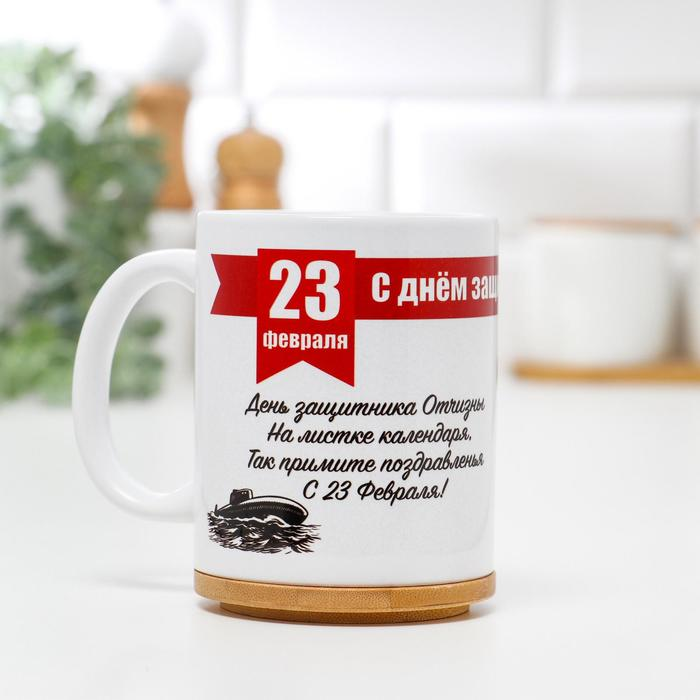 23
февраля
С днём защ
День защитника Отчизны
На листке календаря,
Так примите поздравленья
С 23 Февраля!